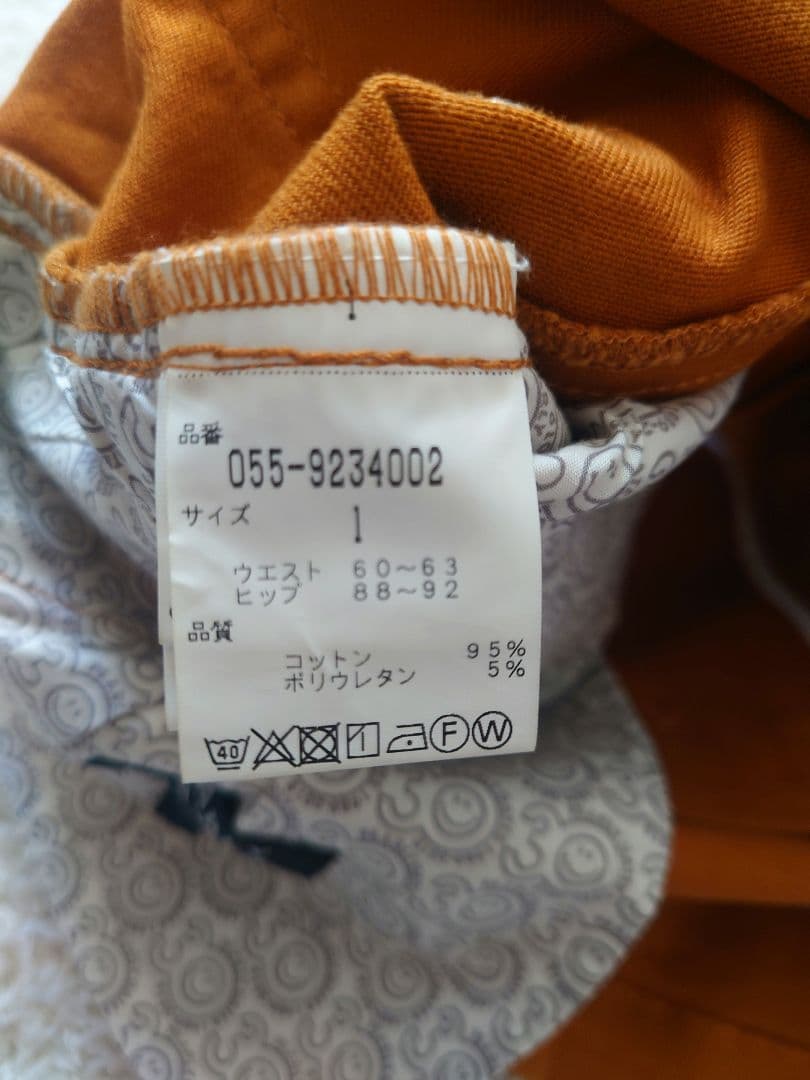 品番
055-9234002
サイズ 1
ウエスト 60～63
ヒップ 88～92
品質
コットン 95%
ポリウレタン 5%
40 F W